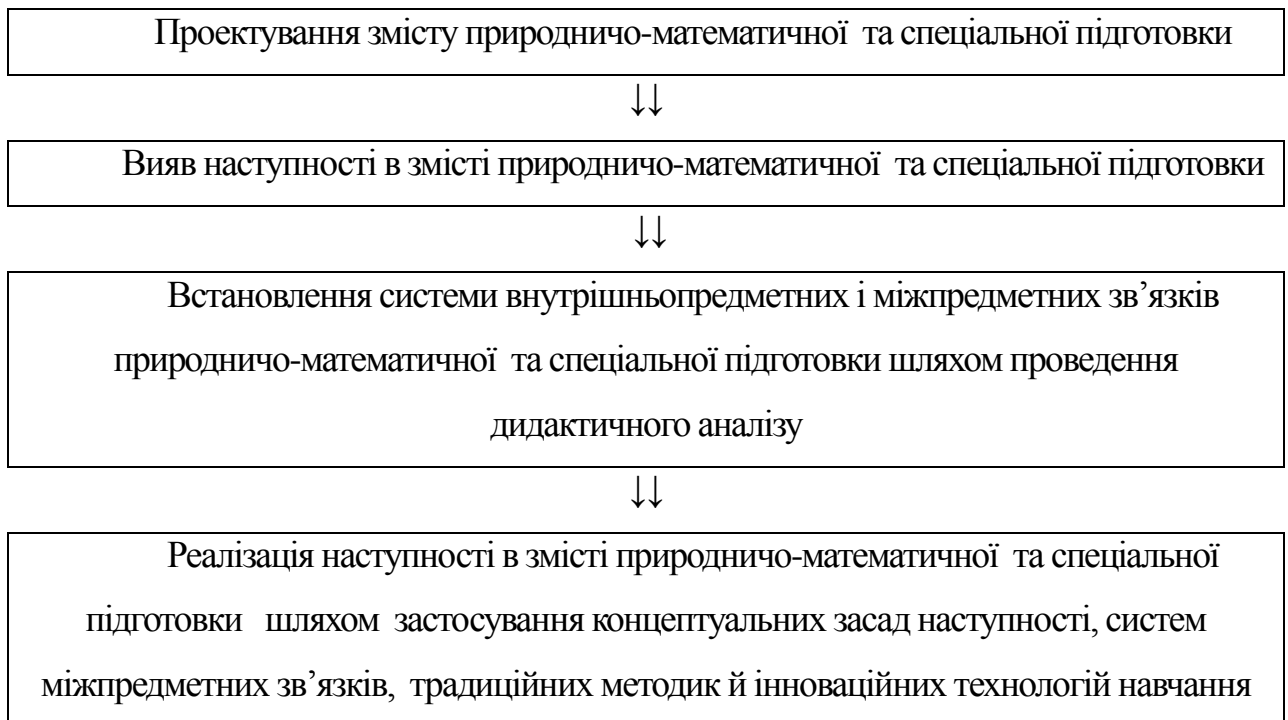 Проектування змісту природничо-математичної та спеціальної підготовки
↓↓
Вияв наступності в змісті природничо-математичної та спеціальної підготовки
↓↓
Встановлення системи внутрішньопредметних і міжпредметних зв’язків
природничо-математичної та спеціальної підготовки шляхом проведення
дидактичного аналізу
↓↓
Реалізація наступності в змісті природничо-математичної та спеціальної
підготовки шляхом застосування концептуальних засад наступності, систем
міжпредметних зв’язків, традиційних методик й інноваційних технологій навчання